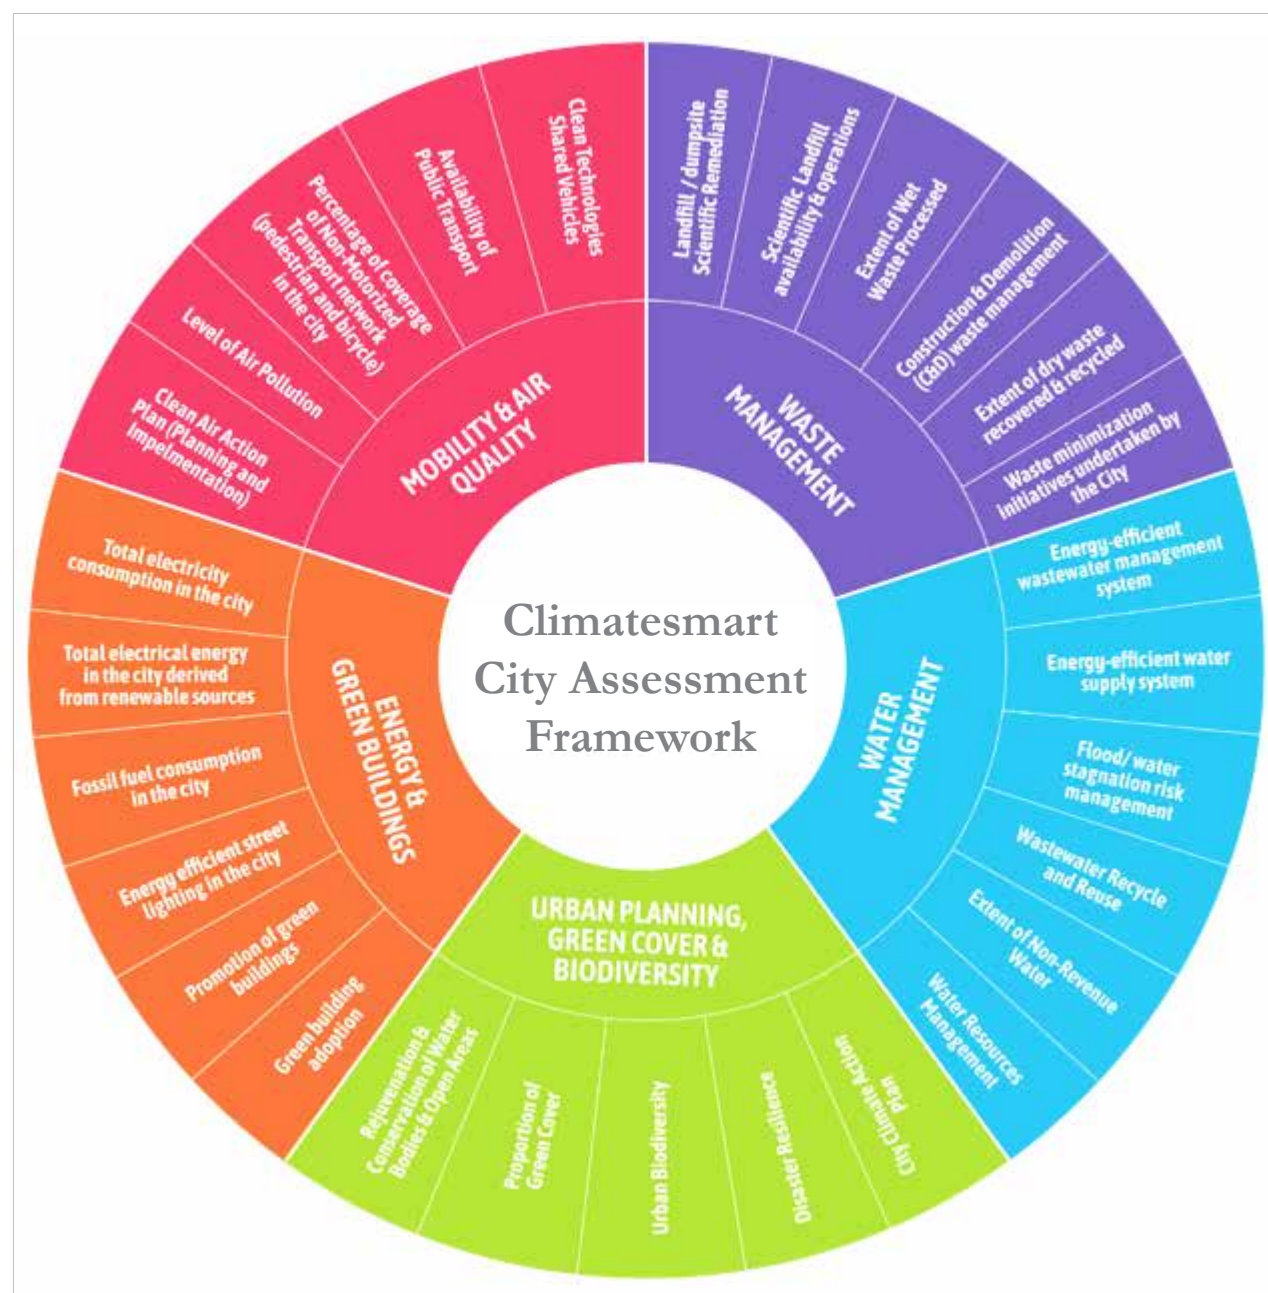 Climatesmart
City Assessment
Framework
WASTE
MANAGEMENT
Landfill / dumpsite
Scientific Remediation
Scientific Landfill
availability & operations
Extent of Wet
Waste Processed
Construction & Demolition
(C&D) waste management
Extent of dry waste
recovered & recycled
Waste minimization
Initiatives undertaken by
the City
WATER
MANAGEMENT
Energy-efficient
wastewater management
system
Energy-efficient water
supply system
Flood/ water
stagnation risk
management
Wastewater Recycle
and Reuse
Extent of Non-Revenue
Water
Water Resources
Management
URBAN PLANNING,
GREEN COVER &
BIODIVERSITY
City Climate Action
Plan
Disaster Resilience
Urban Biodiversity
Proportion of
Green Cover
Rejuvenation &
Conservation of Water
Bodies & Open Areas
ENERGY &
GREEN BUILDINGS
Green building
adoption
Promotion of green
buildings
Energy efficient street
lighting in the city
Fossil fuel consumption
in the city
Total electrical energy
in the city derived
from renewable sources
Total electricity
consumption in the city
MOBILITY & AIR
QUALITY
Clean Air Action
Plan (Planning and
Impelmentation)
Level of Air Pollution
Percentage of coverage
of Non-Motorized
Transport network
(pedestrian and bicycle)
in the city
Availability of
Public Transport
Clean Technologies
Shared Vehicles